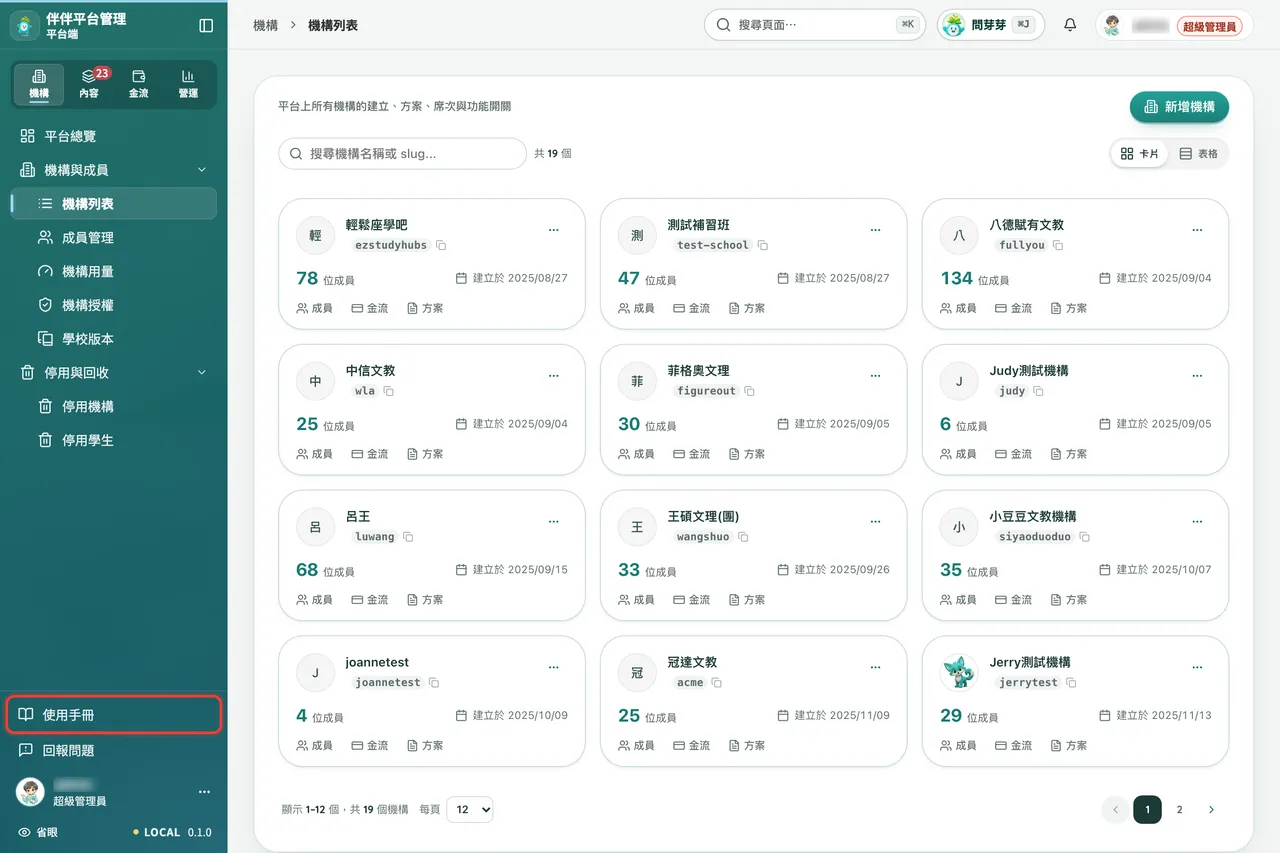 伴伴平台管理
平台端
機構
內容
23
金流
營運
平台總覽
機構與成員
機構列表
成員管理
機構用量
機構授權
學校版本
停用與回收
停用機構
停用學生
使用手冊
回報問題
超級管理員
省眼
LOCAL 0.1.0
機構 > 機構列表
搜尋頁面…
⌘K
問芽芽
⌘J
超級管理員
平台上所有機構的建立、方案、席次與功能開關
新增機構
搜尋機構名稱或 slug...
共 19 個
卡片
表格
輕
輕鬆座學吧
ezstudyhubs
78 位成員
建立於 2025/08/27
成員 金流 方案
測
測試補習班
test-school
47 位成員
建立於 2025/08/27
成員 金流 方案
八
八德賦有文教
fullyou
134 位成員
建立於 2025/09/04
成員 金流 方案
中
中信文教
wla
25 位成員
建立於 2025/09/04
成員 金流 方案
菲
菲格奧文理
figureout
30 位成員
建立於 2025/09/05
成員 金流 方案
J
Judy測試機構
judy
6 位成員
建立於 2025/09/05
成員 金流 方案
呂
呂王
luwang
68 位成員
建立於 2025/09/15
成員 金流 方案
王
王碩文理(團)
wangshuo
33 位成員
建立於 2025/09/26
成員 金流 方案
小
小豆豆文教機構
siyaoduoduo
35 位成員
建立於 2025/10/07
成員 金流 方案
J
joannetest
joannetest
4 位成員
建立於 2025/10/09
成員 金流 方案
冠
冠達文教
acme
25 位成員
建立於 2025/11/09
成員 金流 方案
Jerry測試機構
jerrytest
29 位成員
建立於 2025/11/13
成員 金流 方案
顯示 1-12 個，共 19 個機構 每頁 12
1 2